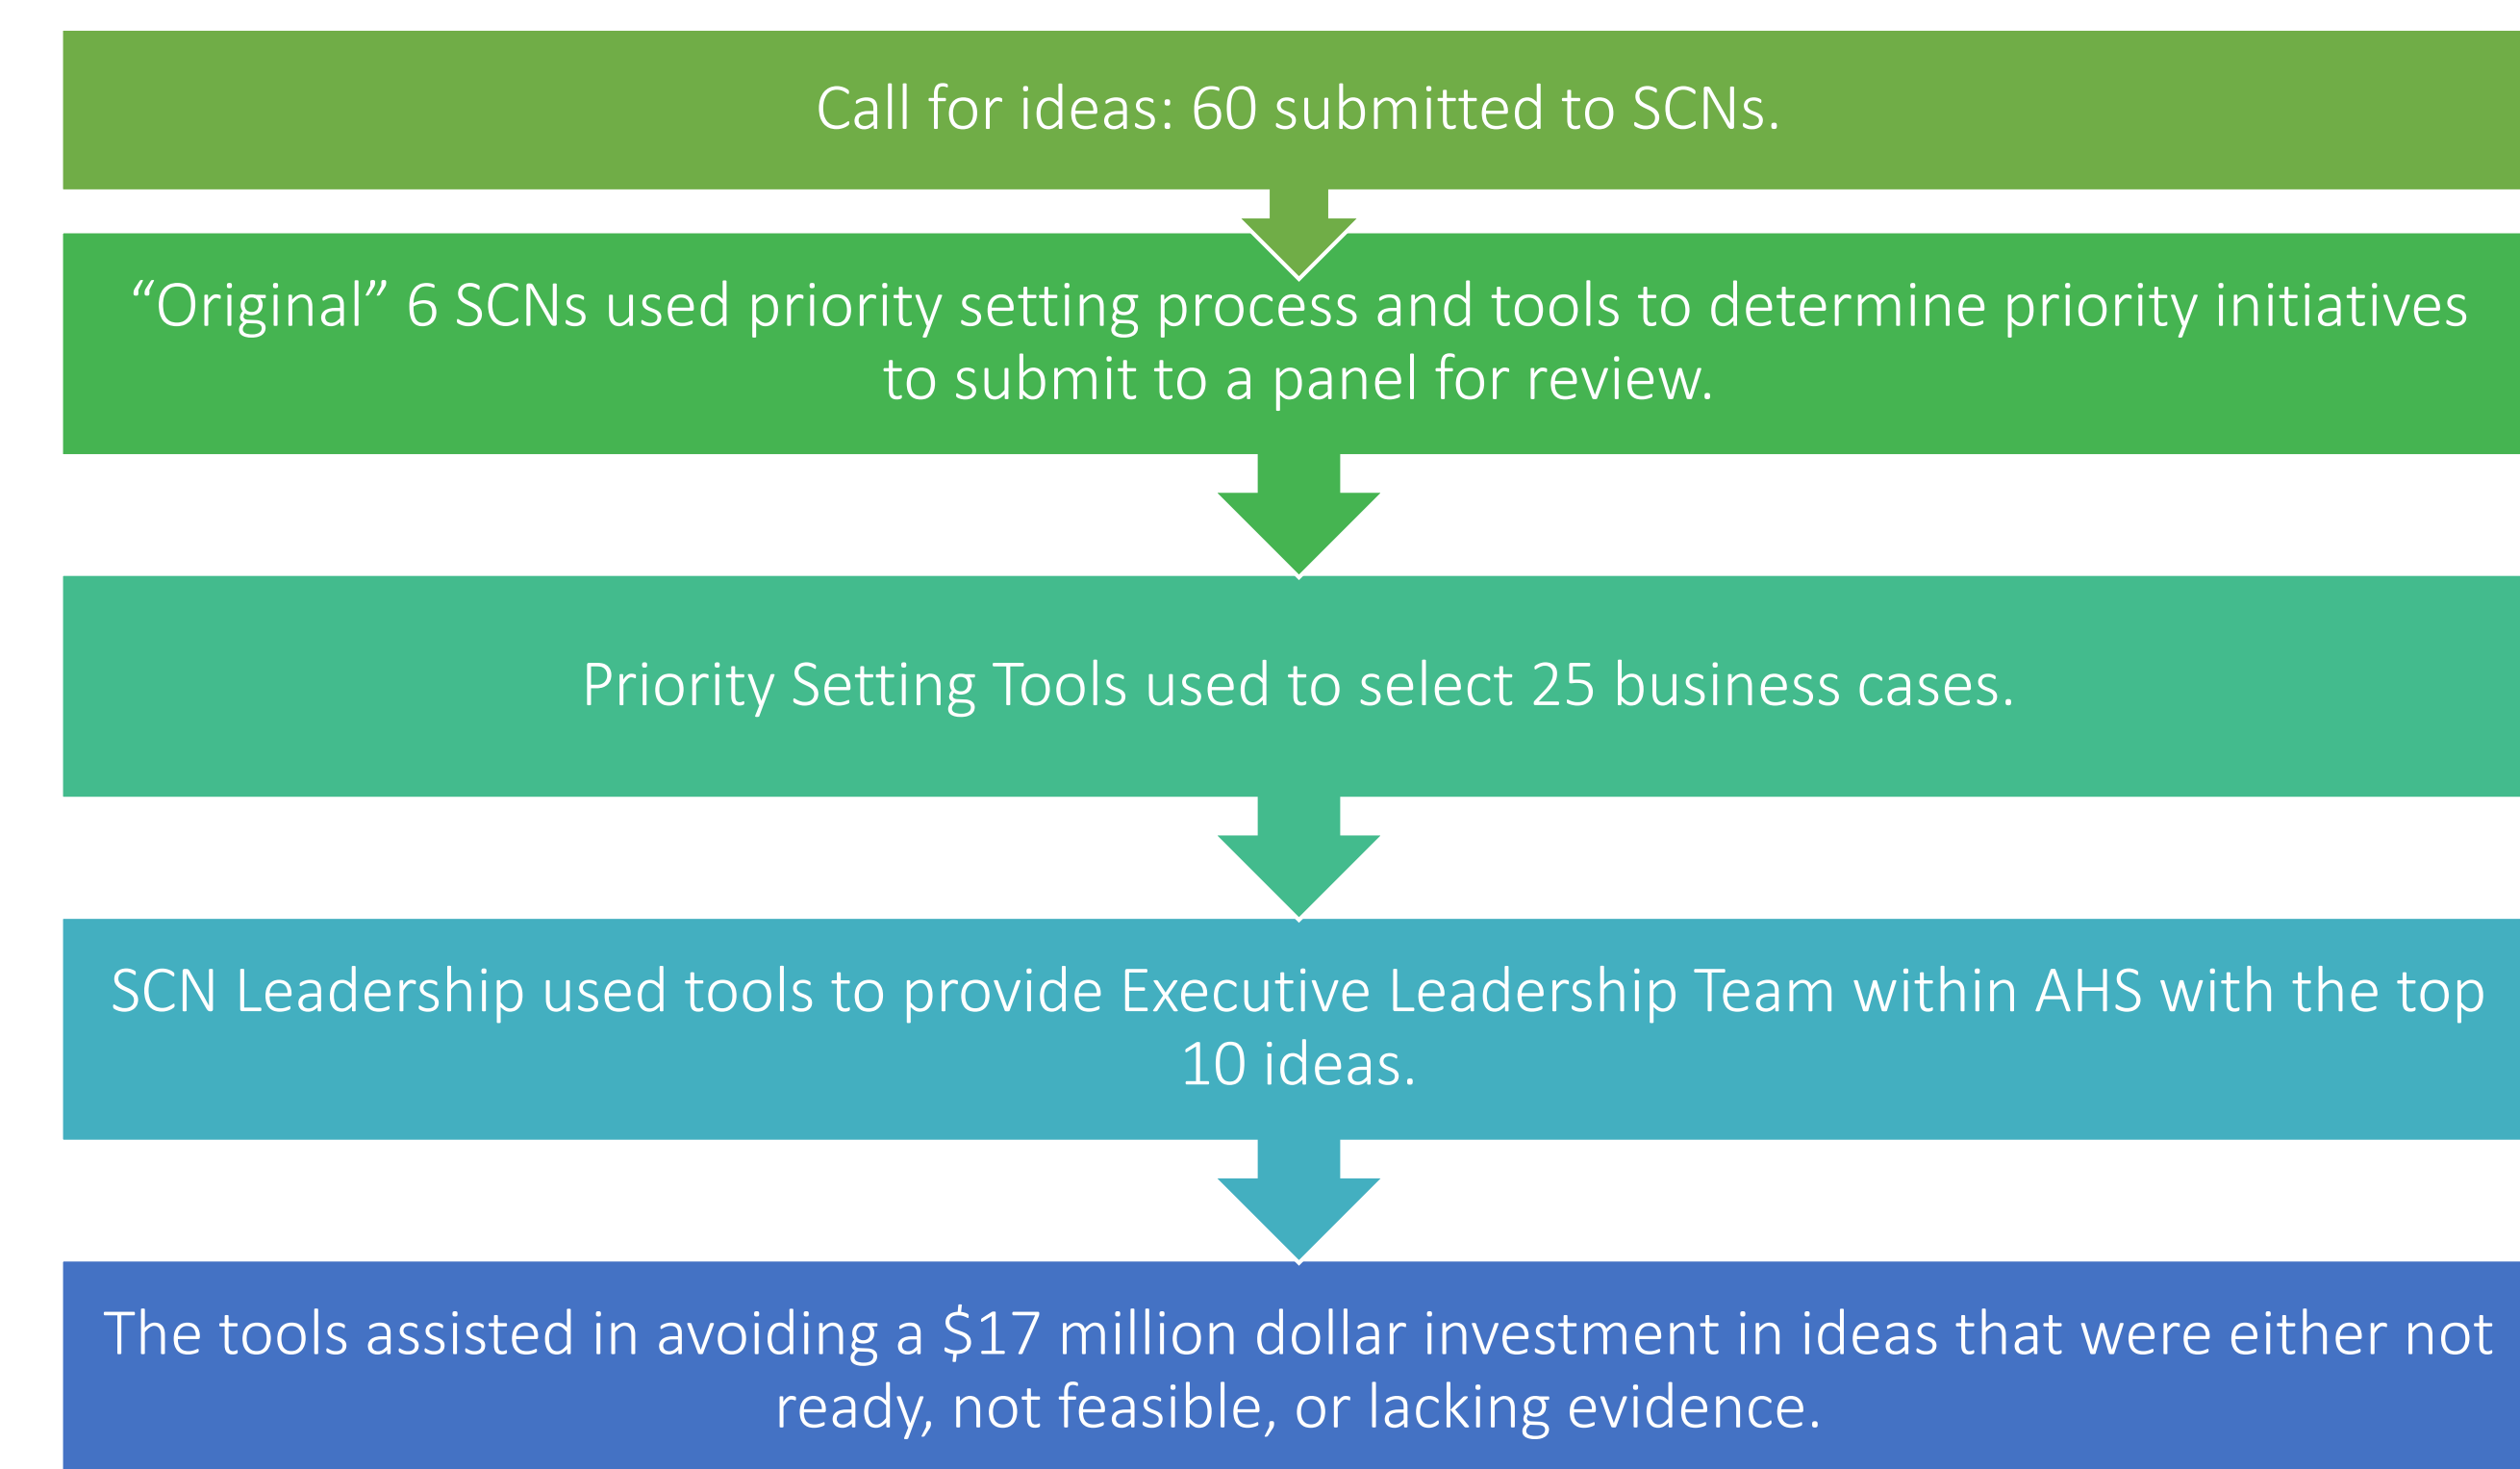 Call for ideas: 60 submitted to SCNs.
“Original” 6 SCNs used priority setting process and tools to determine priority initiatives
to submit to a panel for review.
Priority Setting Tools used to select 25 business cases.
SCN Leadership used tools to provide Executive Leadership Team within AHS with the top
10 ideas.
The tools assisted in avoiding a $17 million dollar investment in ideas that were either not
ready, not feasible, or lacking evidence.